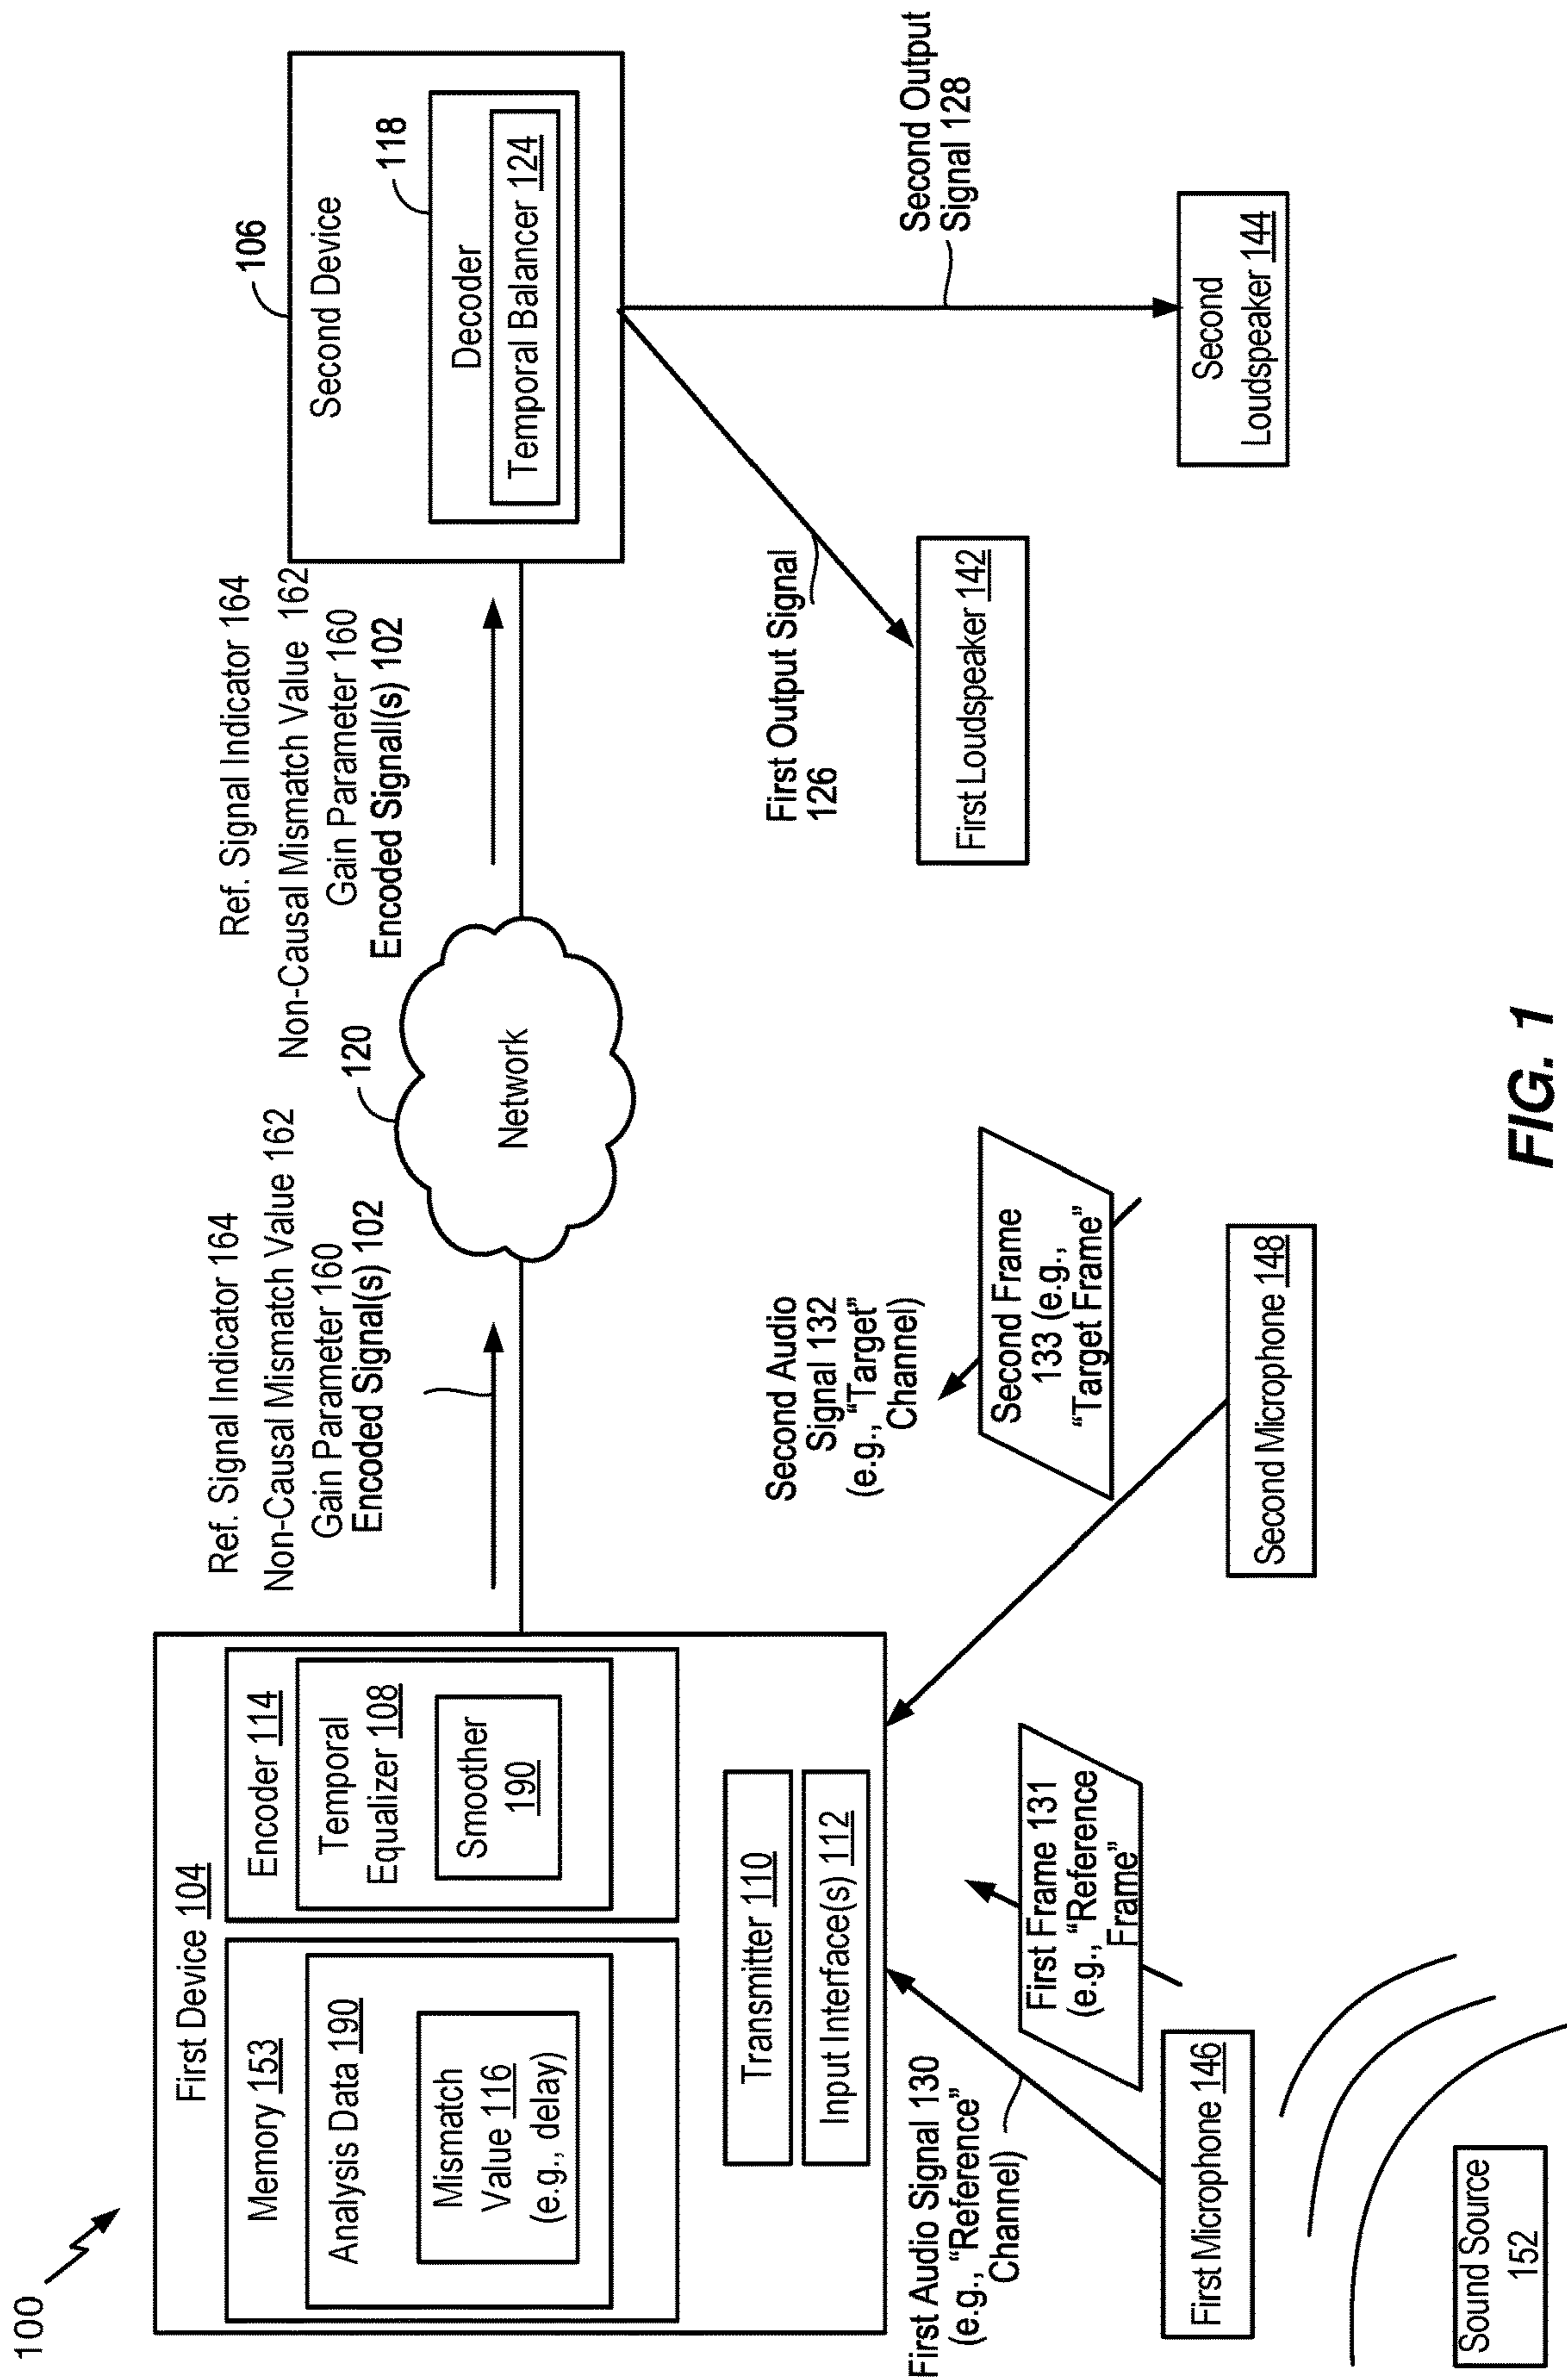 100
First Device 104
Memory 153
Analysis Data 190
Mismatch
Value 116
(e.g., delay)
Encoder 114
Temporal
Equalizer 108
Smoother
190
Transmitter 110
Input Interface(s) 112
Ref. Signal Indicator 164
Non-Causal Mismatch Value 162
Gain Parameter 160
Encoded Signal(s) 102
120
Network
Ref. Signal Indicator 164
Non-Causal Mismatch Value 162
Gain Parameter 160
Encoded Signall(s) 102
106
Second Device
118
Decoder
Temporal Balancer 124
First Output Signal
126
Second Output
Signal 128
First Loudspeaker 142
Second
Loudspeaker 144
First Audio Signal 130
(e.g., “Reference”
Channel)
First Frame 131
(e.g., “Reference
Frame”
Second Audio
Signal 132
(e.g., “Target”
Channel)
Second Frame
133 (e.g.,
“Target Frame”
First Microphone 146
Second Microphone 148
Sound Source
152
FIG. 1